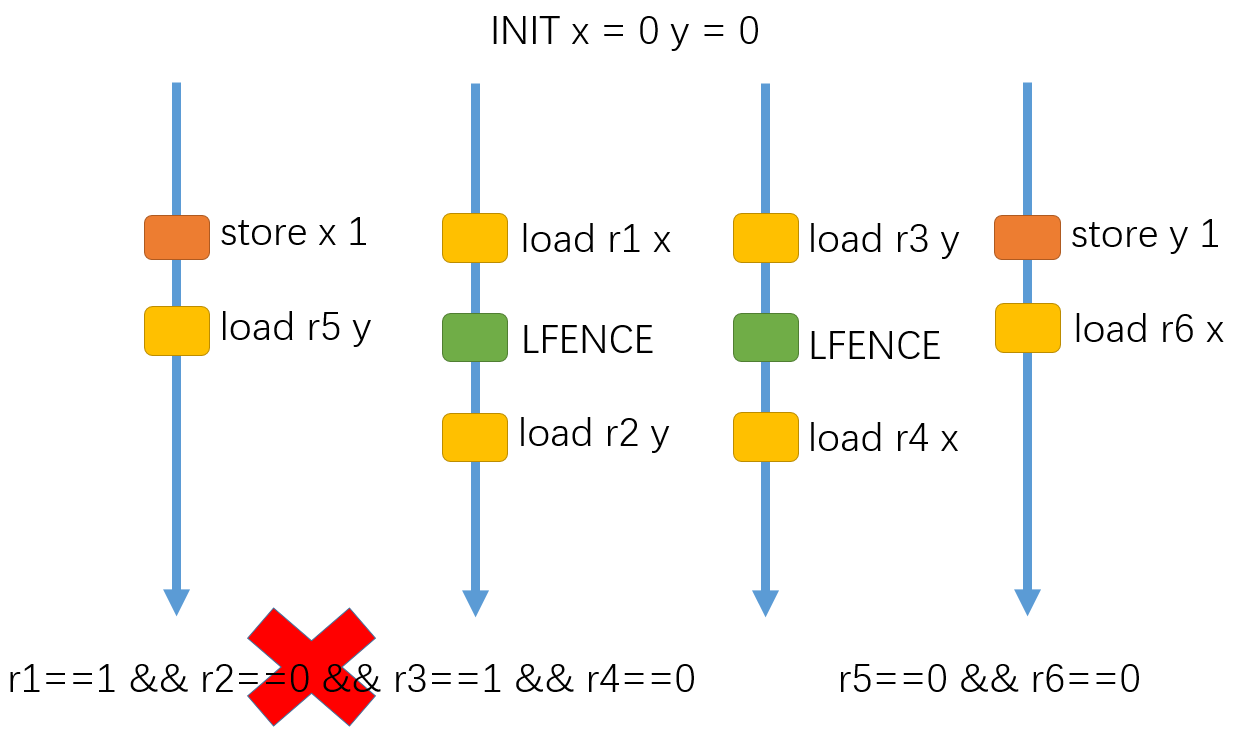 INIT x = 0 y = 0
store x 1
load r5 y
load r1 x
LFENCE
load r2 y
load r3 y
LFENCE
load r4 x
store y 1
load r6 x
r1==1 && r2==0 && r3==1 && r4==0
r5==0 && r6==0